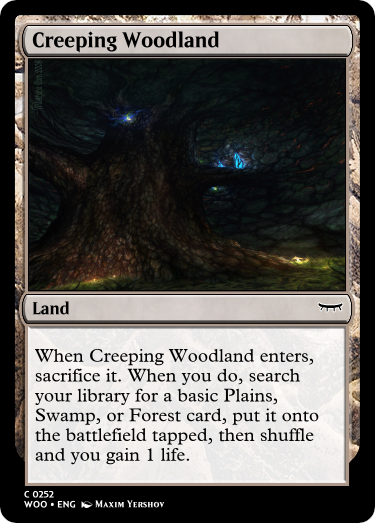 Creeping Woodland
Land
When Creeping Woodland enters,
sacrifice it. When you do, search
your library for a basic Plains,
Swamp, or Forest card, put it onto
the battlefield tapped, then shuffle
and you gain 1 life.
C 0252
WOO • ENG Maxim Yershov